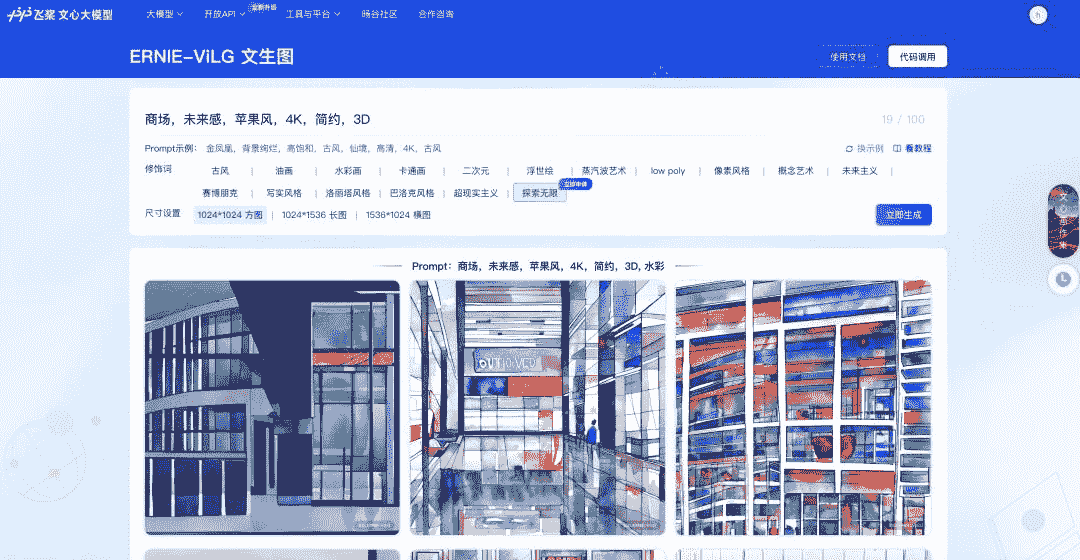 飞桨 文心大模型 大模型 开放API 立即升级 工具与平台 旸谷社区 合作咨询
ERNIE-ViLG 文生图 使用文档 代码调用
商场，未来感，苹果风，4K，简约，3D 19 / 100
Prompt示例： 金凤凰，背景绚烂，高饱和，古风，仙境，高清，4K，古风 换示例 看教程
修饰词 古风 | 油画 | 水彩画 | 卡通画 | 二次元 | 浮世绘 | 蒸汽波艺术 | low poly | 像素风格 | 概念艺术 | 未来主义 |
赛博朋克 | 写实风格 | 洛丽塔风格 | 巴洛克风格 | 超现实主义 | 探索无限
尺寸设置 1024*1024 方图 | 1024*1536 长图 | 1536*1024 横图 立即生成
Prompt：商场，未来感，苹果风，4K，简约，3D, 水彩